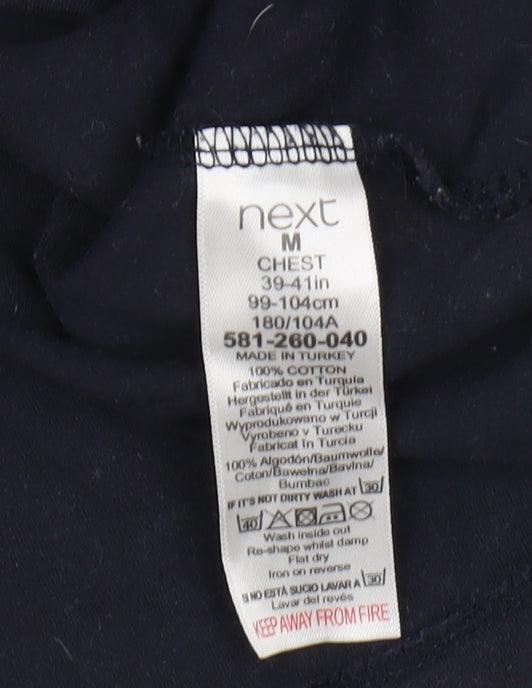 next
M
CHEST
39-41in
99-104cm
180/104A
581-260-040
MADE IN TURKEY
100% COTTON
Fabricado en Turquía
Hergestellt in der Türkei
Fabriqué en Turquie
Wyprodukowano w Turcji
Vyrobeno v Turecku
Fabricat în Turcia
100% Algodón/Baumwolle/
Coton/Bawełna/Bavlna/
Bumbac
IF IT'S NOT DIRTY WASH AT 30
40
Wash inside out
Re-shape whilst damp
Flat dry
Iron on reverse
SI NO ESTÁ SUCIO LAVAR A 30
Lavar del revés
KEEP AWAY FROM FIRE